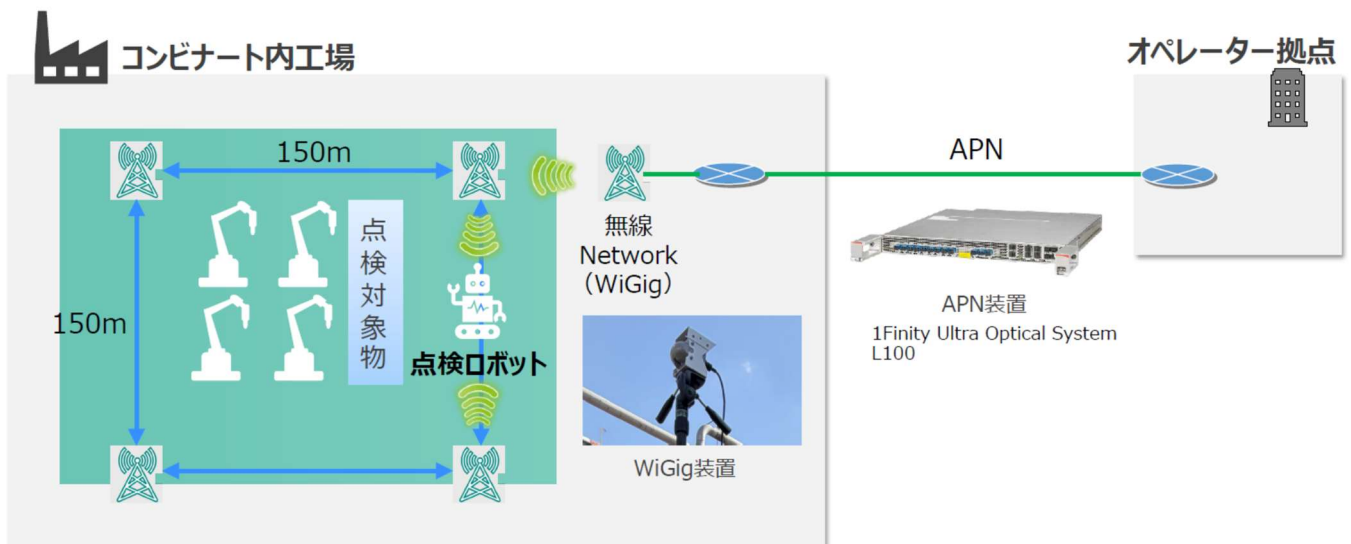 コンビナート内工場
オペレーター拠点
150m
APN
無線
Network
（WiGig）
点
検
対
象
物
150m
点検ロボット
APN装置
1Finity Ultra Optical System
L100
WiGig装置